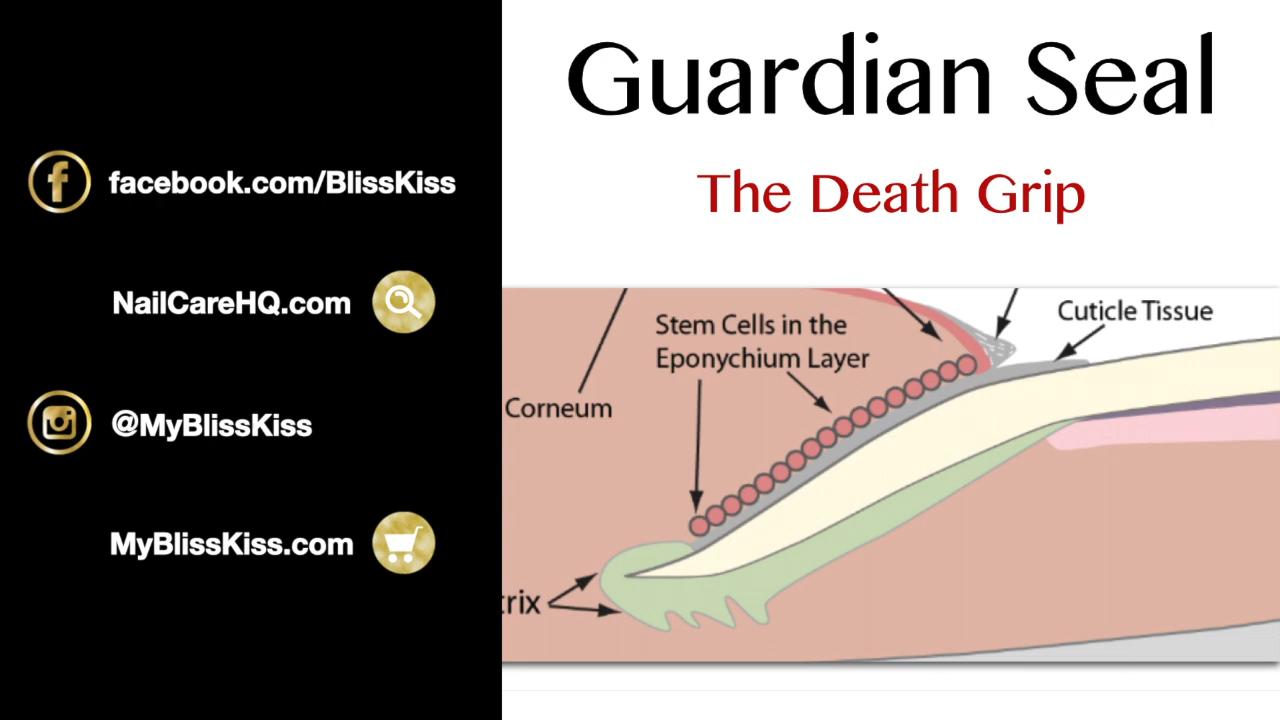 facebook.com/BlissKiss
NailCareHQ.com
@MyBlissKiss
MyBlissKiss.com
Guardian Seal
The Death Grip
Stem Cells in the
Eponychium Layer
Cuticle Tissue
Corneum
trix